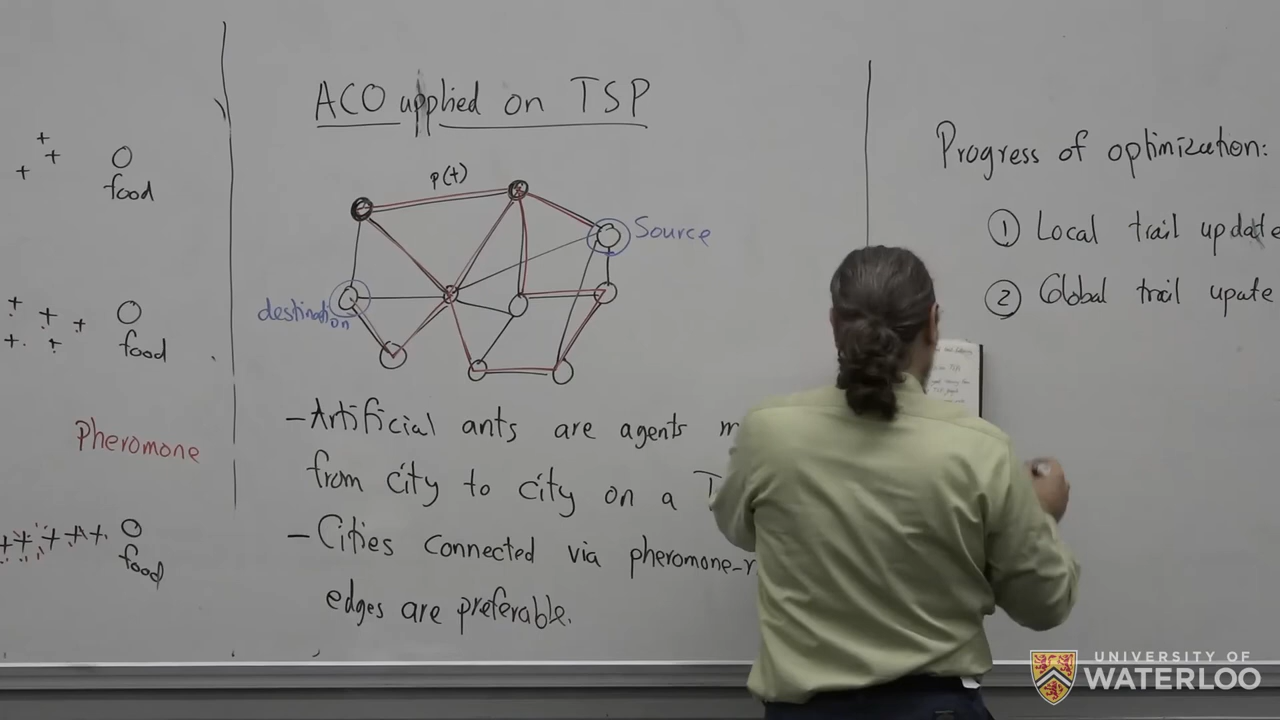 food
food
Pheromone
food
ACO applied on TSP
p(t)
Source
destination
- Artificial ants are agents
from city to city on a
- Cities connected via pheromone-r
edges are preferable.
Progress of optimization:
1 Local trail update
2 Global trail upate
UNIVERSITY OF
WATERLOO